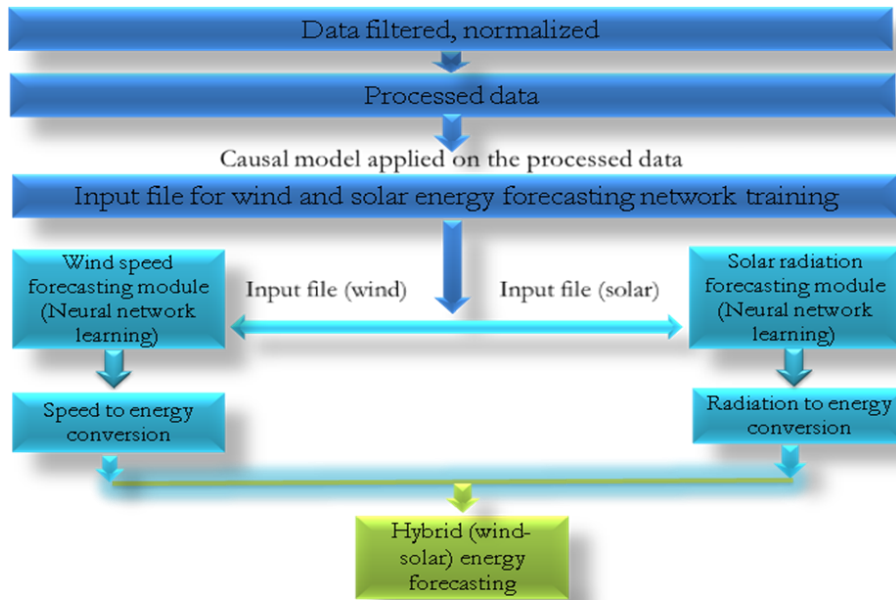 Data filtered, normalized
Processed data
Causal model applied on the processed data
Input file for wind and solar energy forecasting network training
Wind speed
forecasting module
(Neural network
learning)
Input file (wind)
Input file (solar)
Solar radiation
forecasting module
(Neural network
learning)
Speed to energy
conversion
Radiation to energy
conversion
Hybrid (wind-
solar) energy
forecasting